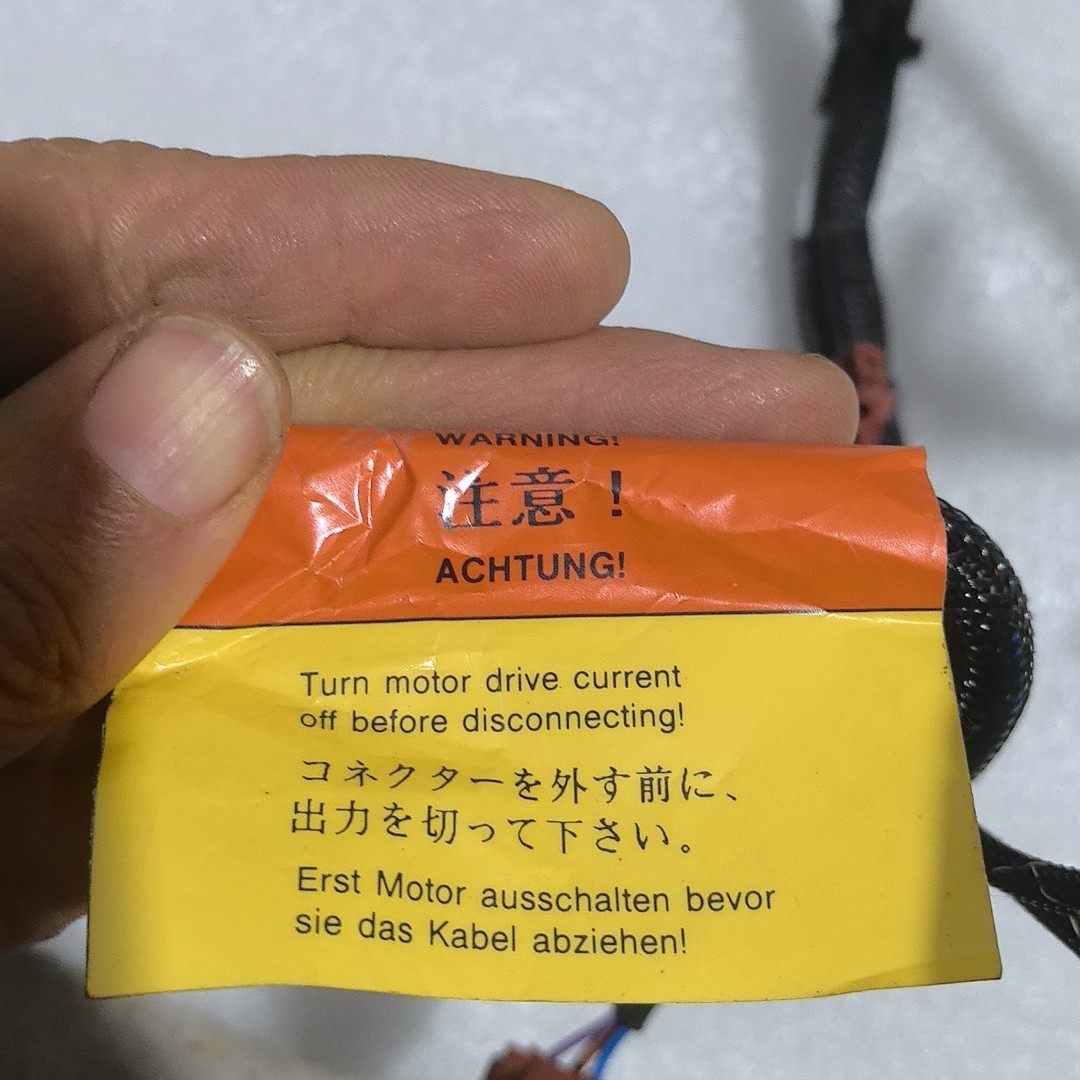 WARNING!
注意！
ACHTUNG!
Turn motor drive current
off before disconnecting!
コネクターを外す前に、
出力を切って下さい。
Erst Motor ausschalten bevor
sie das Kabel abziehen!